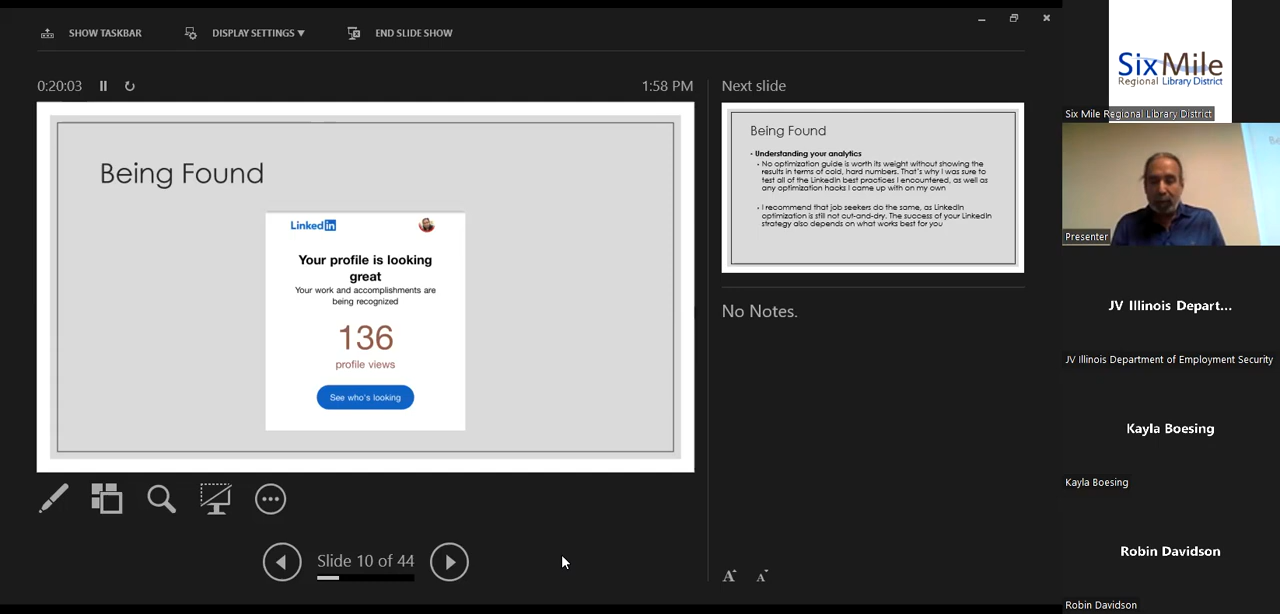 SHOW TASKBAR
DISPLAY SETTINGS ▼
END SLIDE SHOW
0:20:03
1:58 PM
Being Found
LinkedIn
Your profile is looking
great
Your work and accomplishments are
being recognized
136
profile views
See who's looking
Slide 10 of 44
Next slide
Being Found
• Understanding your analytics
• No optimization guide is worth its weight without showing the
results in terms of cold, hard numbers. That's why I was sure to
test all of the LinkedIn best practices I encountered, as well as
any optimization hacks I came up with on my own
• I recommend that job seekers do the same, as LinkedIn
optimization is still not cut-and-dry. The success of your LinkedIn
strategy also depends on what works best for you
No Notes.
A A
SixMile
Regional Library District
Six Mile Regional Library District
Presenter
JV Illinois Depart...
JV Illinois Department of Employment Security
Kayla Boesing
Kayla Boesing
Robin Davidson
Robin Davidson